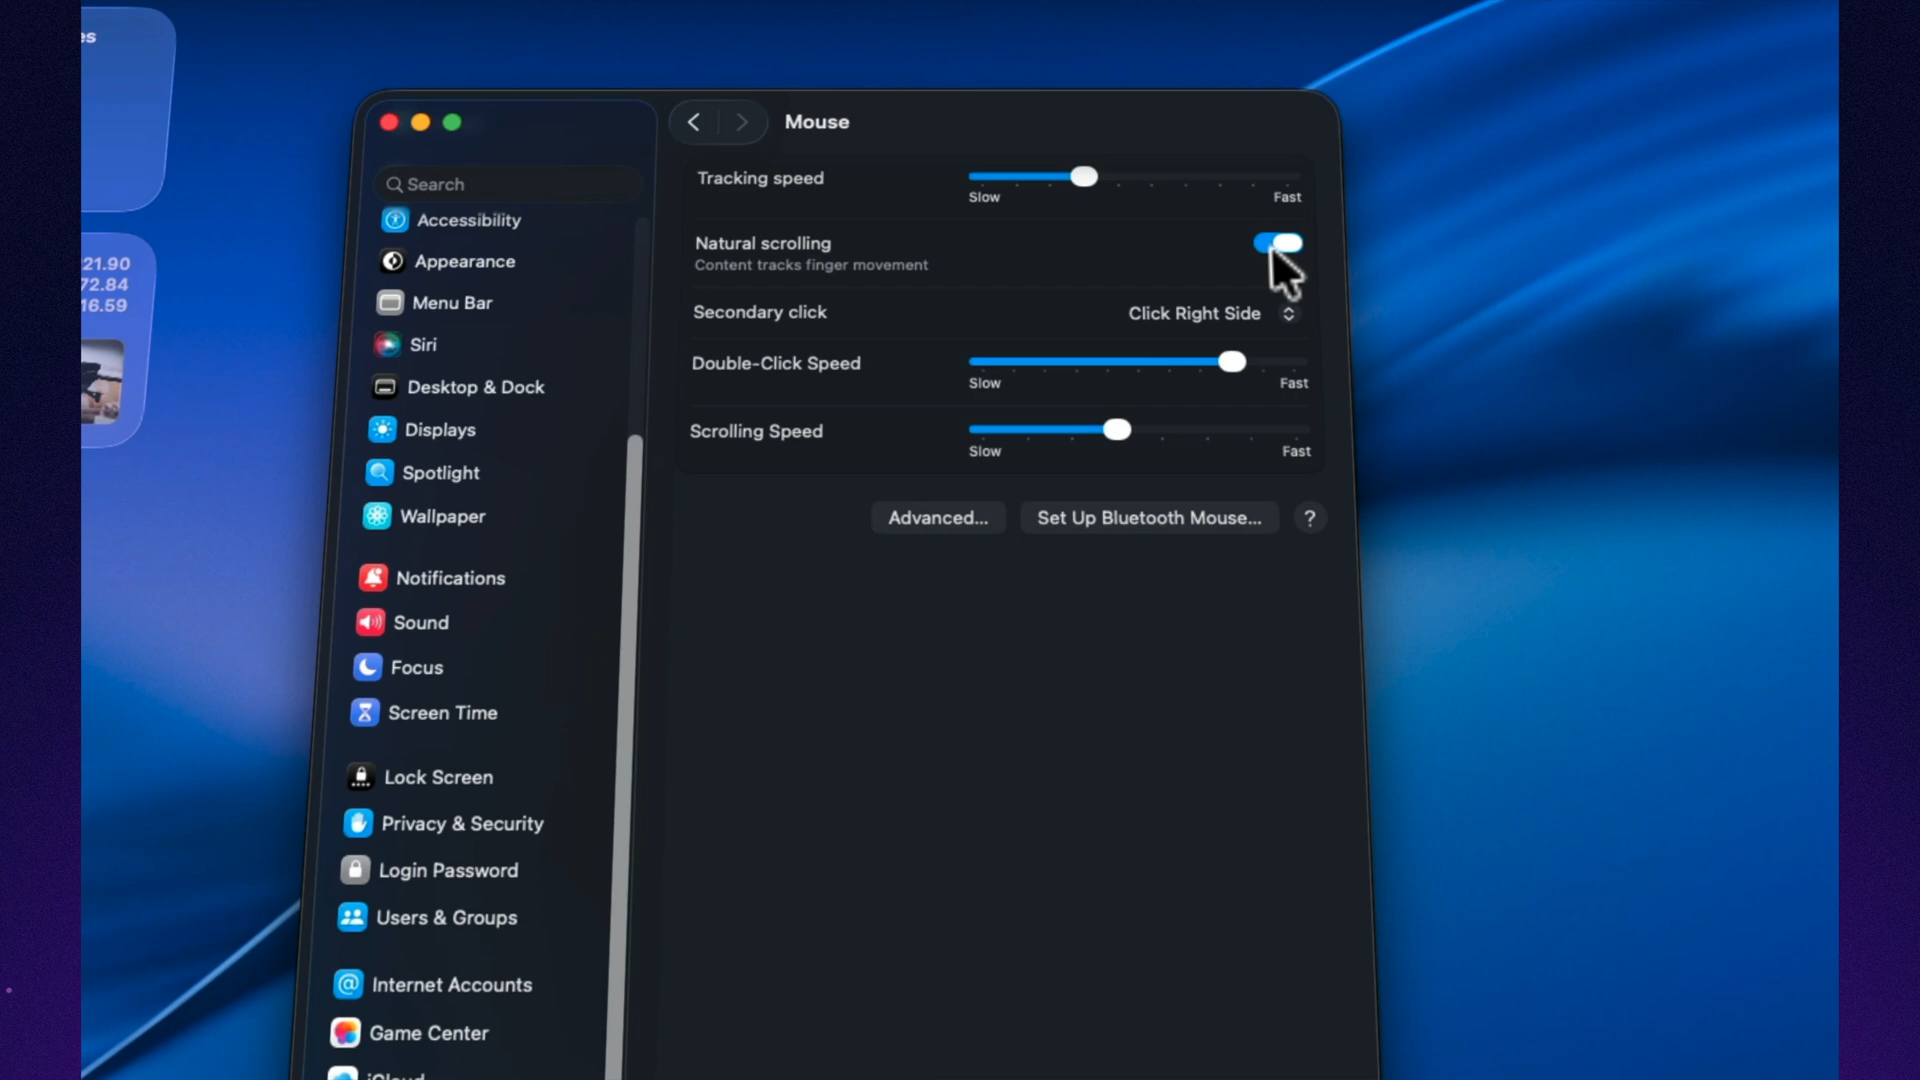 es
21.90
72.84
16.59
Search
Accessibility
Appearance
Menu Bar
Siri
Desktop & Dock
Displays
Spotlight
Wallpaper
Notifications
Sound
Focus
Screen Time
Lock Screen
Privacy & Security
Login Password
Users & Groups
Internet Accounts
Game Center
iCloud
Mouse
Tracking speed
Slow Fast
Natural scrolling
Content tracks finger movement
Secondary click Click Right Side
Double-Click Speed
Slow Fast
Scrolling Speed
Slow Fast
Advanced... Set Up Bluetooth Mouse... ?